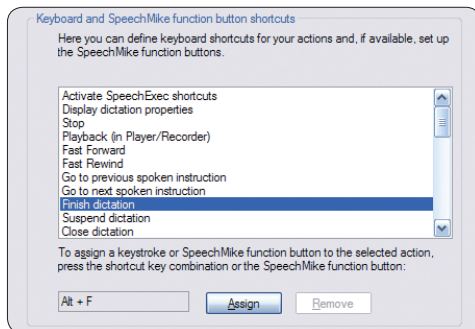 Keyboard and SpeechMike function button shortcuts
Here you can define keyboard shortcuts for your actions and, if available, set up
the SpeechMike function buttons.
Activate SpeechExec shortcuts
Display dictation properties
Stop
Playback (in Player/Recorder)
Fast Forward
Fast Rewind
Go to previous spoken instruction
Go to next spoken instruction
Finish dictation
Suspend dictation
Close dictation
To assign a keystroke or SpeechMike function button to the selected action,
press the shortcut key combination or the SpeechMike function button:
Alt + F Assign Remove